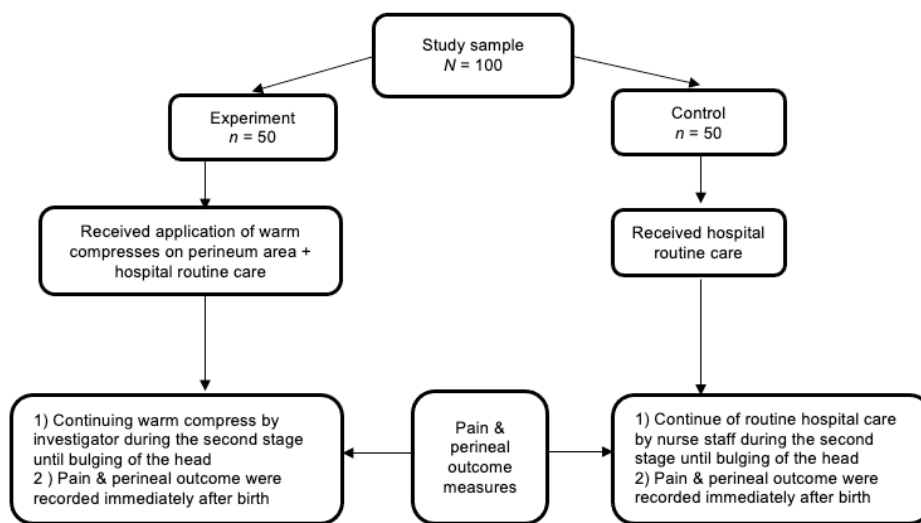 Study sample
N = 100
Experiment
n = 50
Control
n = 50
Received application of warm
compresses on perineum area +
hospital routine care
Received hospital
routine care
1) Continuing warm compress by
investigator during the second stage
until bulging of the head
2 ) Pain & perineal outcome were
recorded immediately after birth
Pain &
perineal
outcome
measures
1) Continue of routine hospital care
by nurse staff during the second
stage until bulging of the head
2) Pain & perineal outcome were
recorded immediately after birth